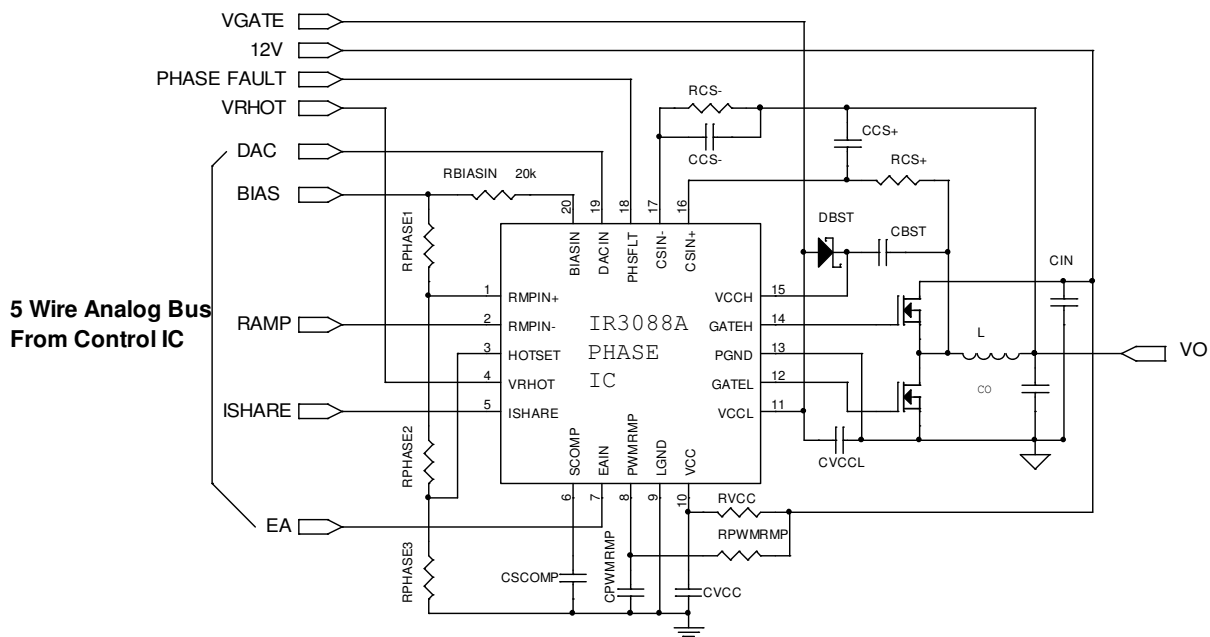 VGATE
12V
PHASE FAULT
VRHOT
DAC
BIAS
5 Wire Analog Bus
From Control IC
RAMP
ISHARE
EA
RBIASIN 20k
RPHASE1
RPHASE2
RPHASE3
RCS-
CCS-
CCS+
RCS+
DBST
CBST
CIN
20
19
18
17
16
BIASIN
DACIN
PHSFLT
CSIN-
CSIN+
1
RMPIN+
2
RMPIN-
3
HOTSET
4
VRHOT
5
ISHARE
IR3088A
PHASE
IC
VCCH
15
GATEH
14
PGND
13
GATEL
12
VCCL
11
SCOMP
EAIN
PWMRMP
LGND
VCC
6
7
8
9
10
L
CO
VO
CVCCL
RVCC
RPWMRMP
CSCOMP
CPWMRMP
CVCC